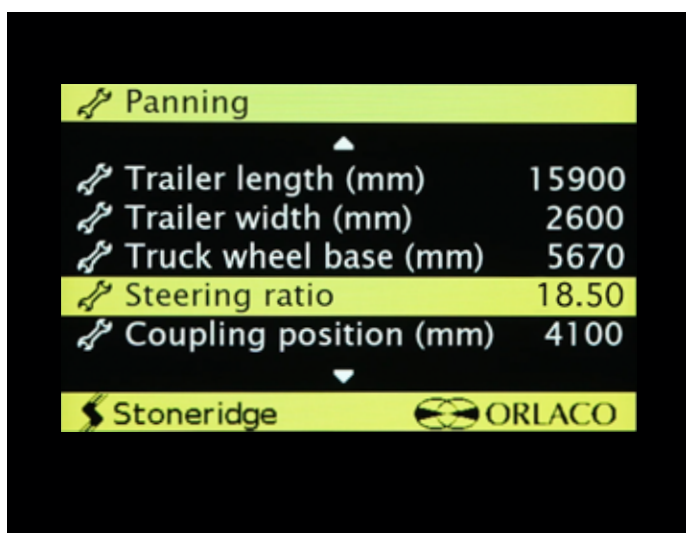 Panning
Trailer length (mm) 15900
Trailer width (mm) 2600
Truck wheel base (mm) 5670
Steering ratio 18.50
Coupling position (mm) 4100
Stoneridge ORLACO